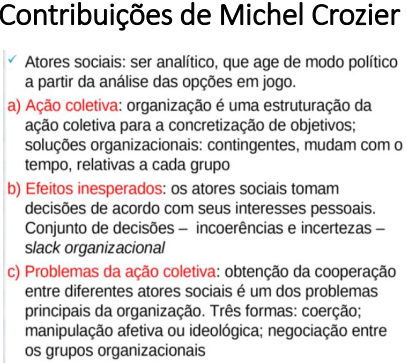 Contribuições de Michel Crozier
✓ Atores sociais: ser analítico, que age de modo político
a partir da análise das opções em jogo.
a) Ação coletiva: organização é uma estruturação da
ação coletiva para a concretização de objetivos;
soluções organizacionais: contingentes, mudam com o
tempo, relativas a cada grupo
b) Efeitos inesperados: os atores sociais tomam
decisões de acordo com seus interesses pessoais.
Conjunto de decisões – incoerências e incertezas –
slack organizacional
c) Problemas da ação coletiva: obtenção da cooperação
entre diferentes atores sociais é um dos problemas
principais da organização. Três formas: coerção;
manipulação afetiva ou ideológica; negociação entre
os grupos organizacionais